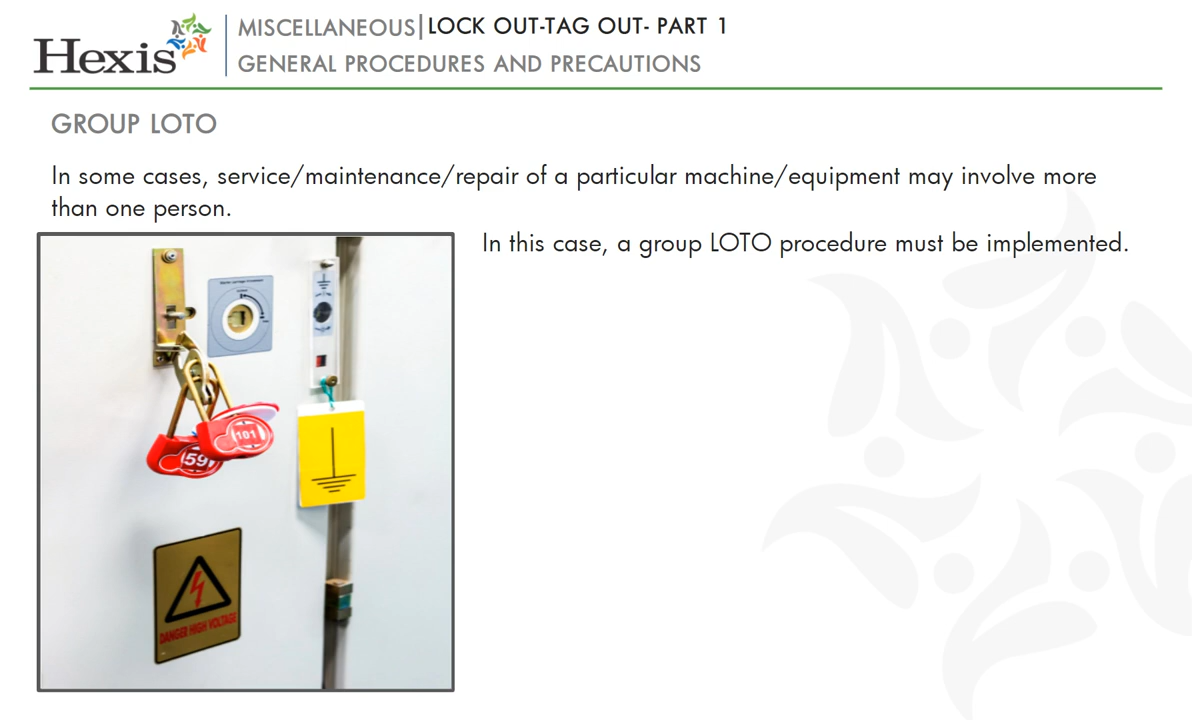 Hexis
MISCELLANEOUS|LOCK OUT-TAG OUT- PART 1
GENERAL PROCEDURES AND PRECAUTIONS
GROUP LOTO
In some cases, service/maintenance/repair of a particular machine/equipment may involve more
than one person.
In this case, a group LOTO procedure must be implemented.
101
59
DANGER HIGH VOLTAGE